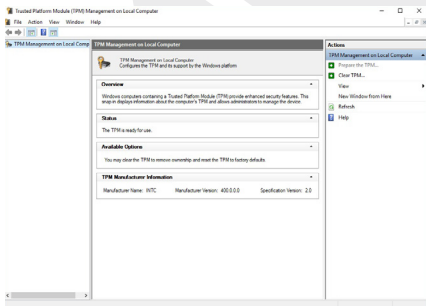 Trusted Platform Module (TPM) Management on Local Computer
File Action View Window Help
TPM Management on Local Comp
TPM Management on Local Computer
TPM Management on Local Computer
Configures the TPM and its support by the Windows platform
Overview
Windows computers containing a Trusted Platform Module (TPM) provide enhanced security features. This
snap-in displays information about the computer's TPM and allows administrators to manage the device.
Status
The TPM is ready for use.
Available Options
You may clear the TPM to remove ownership and reset the TPM to factory defaults.
TPM Manufacturer Information
Manufacturer Name: INTC Manufacturer Version: 400.0.0.0 Specification Version: 2.0
Actions
TPM Management on Local Computer
Prepare the TPM...
Clear TPM...
View
New Window from Here
Refresh
Help